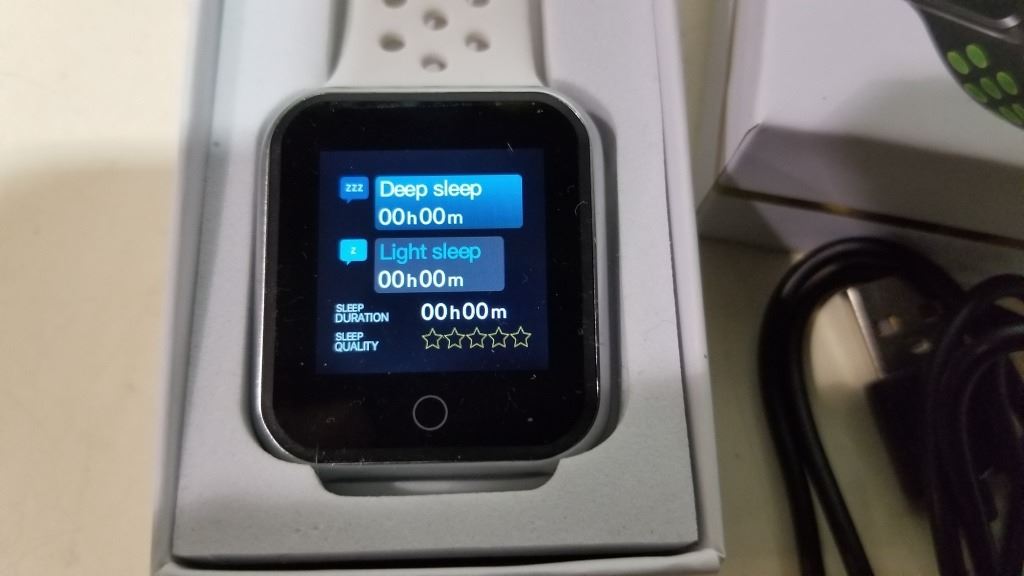 zzz
Deep sleep
00h00m
z
Light sleep
00h00m
SLEEP
DURATION
00h00m
SLEEP
QUALITY